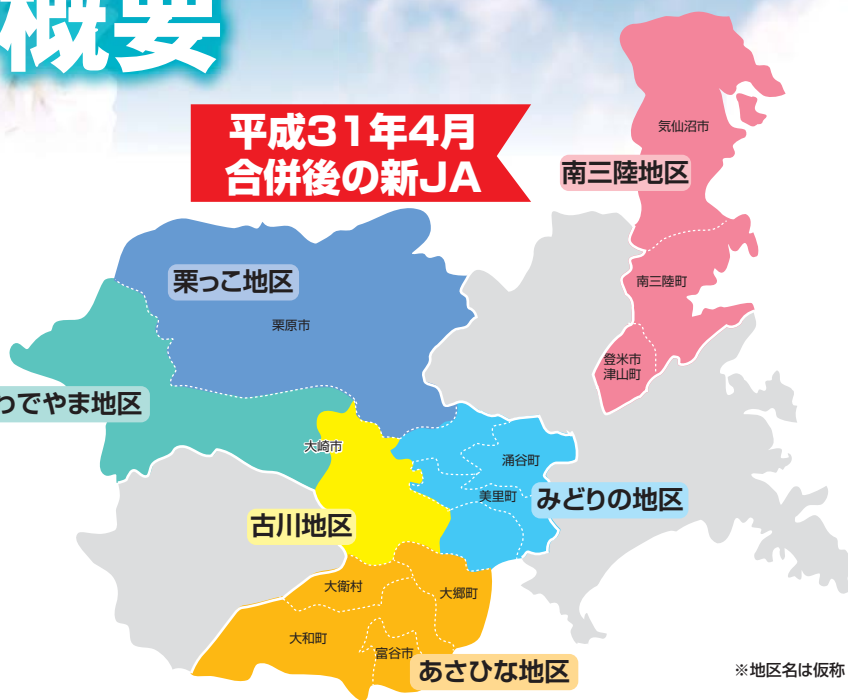 概要
平成31年4月
合併後の新JA
気仙沼市
南三陸地区
南三陸町
栗っこ地区
栗原市
登米市
津山町
わでやま地区
大崎市
涌谷町
美里町
みどりの地区
古川地区
大衡村
大郷町
大和町
富谷市
あさひな地区
※地区名は仮称